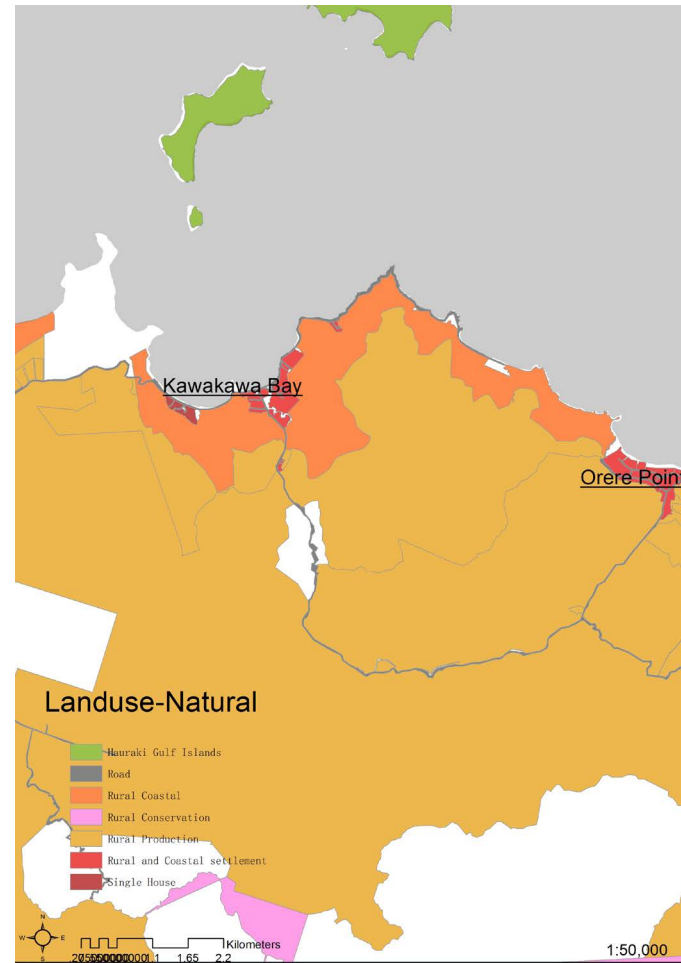 Kawakawa Bay
Orere Point
Landuse-Natural
Hauraki Gulf Islands
Road
Rural Coastal
Rural Conservation
Rural Production
Rural and Coastal settlement
Single House
N
W E
S
Kilometers
1.1 1.65 2.2
1:50,000